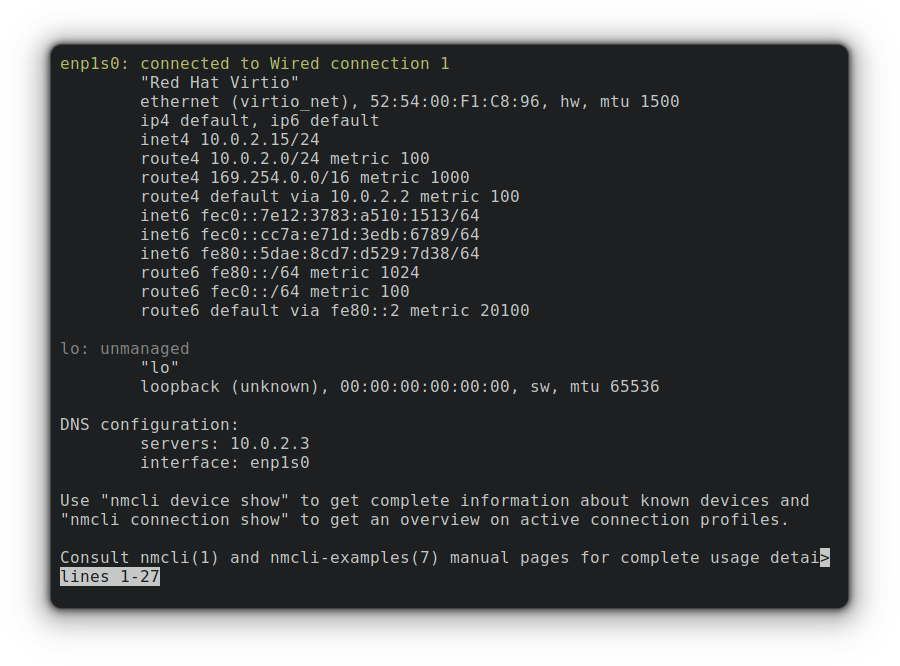 enp1s0: connected to Wired connection 1
        "Red Hat Virtio"
        ethernet (virtio_net), 52:54:00:F1:C8:96, hw, mtu 1500
        ip4 default, ip6 default
        inet4 10.0.2.15/24
        route4 10.0.2.0/24 metric 100
        route4 169.254.0.0/16 metric 1000
        route4 default via 10.0.2.2 metric 100
        inet6 fec0::7e12:3783:a510:1513/64
        inet6 fec0::cc7a:e71d:3edb:6789/64
        inet6 fe80::5dae:8cd7:d529:7d38/64
        route6 fe80::/64 metric 1024
        route6 fec0::/64 metric 100
        route6 default via fe80::2 metric 20100

lo: unmanaged
        "lo"
        loopback (unknown), 00:00:00:00:00:00, sw, mtu 65536

DNS configuration:
        servers: 10.0.2.3
        interface: enp1s0

Use "nmcli device show" to get complete information about known devices and
"nmcli connection show" to get an overview on active connection profiles.

Consult nmcli(1) and nmcli-examples(7) manual pages for complete usage detai>
lines 1-27